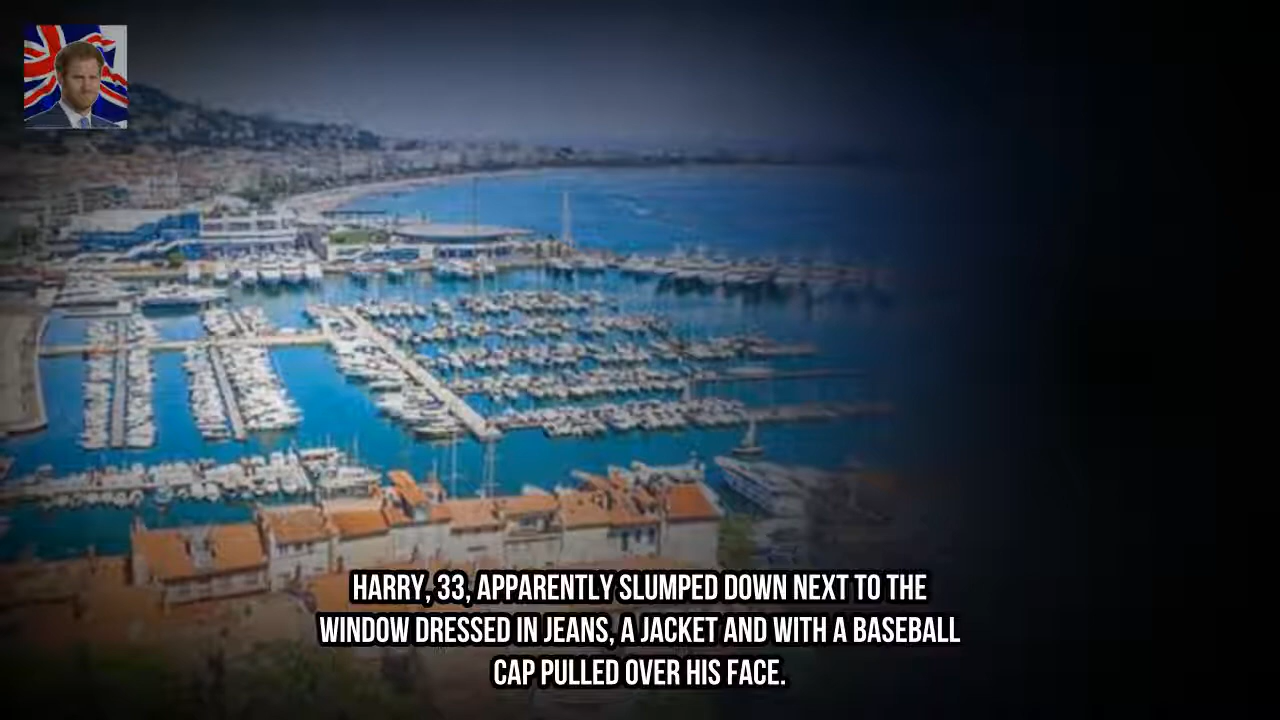 HARRY, 33, APPARENTLY SLUMPED DOWN NEXT TO THE
WINDOW DRESSED IN JEANS, A JACKET AND WITH A BASEBALL
CAP PULLED OVER HIS FACE.